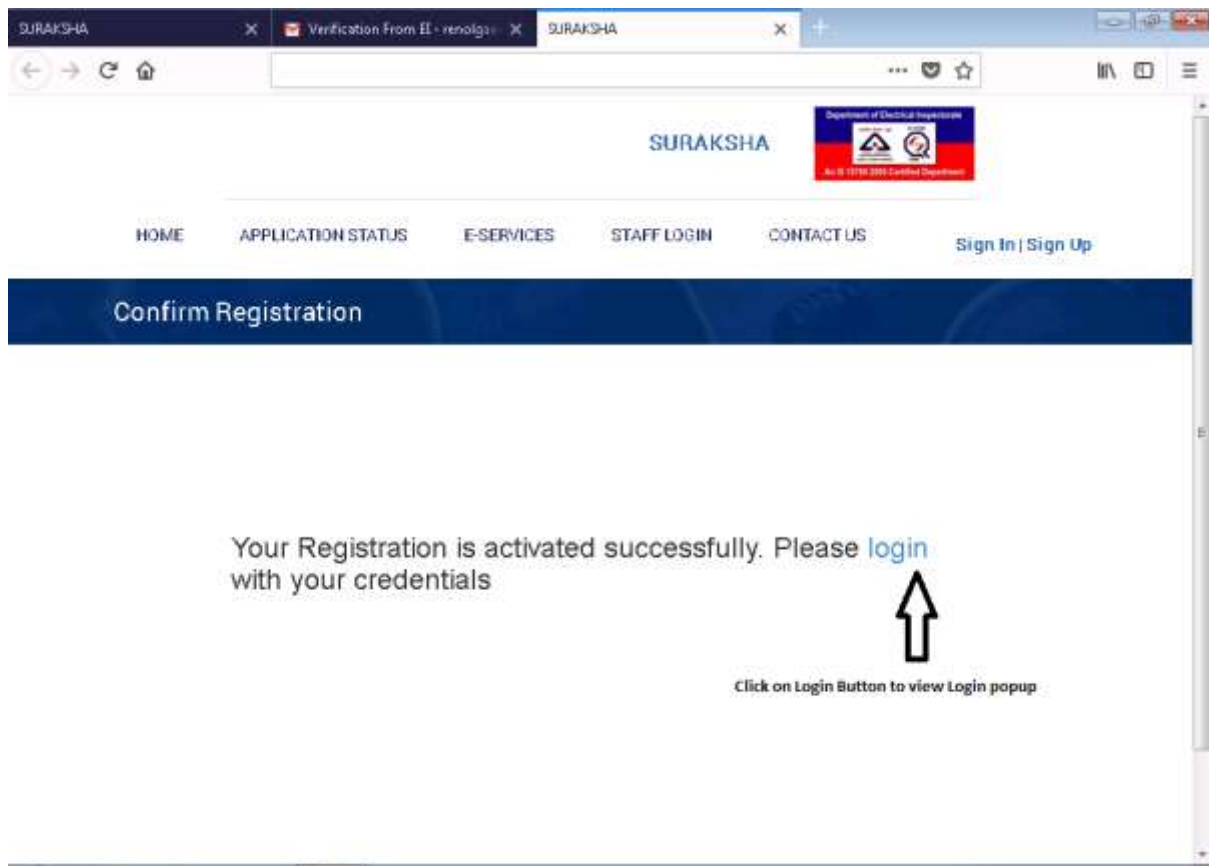 SURAKSHA
Verification From EI - renolga
SURAKSHA
SURAKSHA
Department of Electrical Inspectorate
HOME APPLICATION STATUS E-SERVICES STAFF LOGIN CONTACT US
Sign In | Sign Up
Confirm Registration
Your Registration is activated successfully. Please login
with your credentials
Click on Login Button to view Login popup